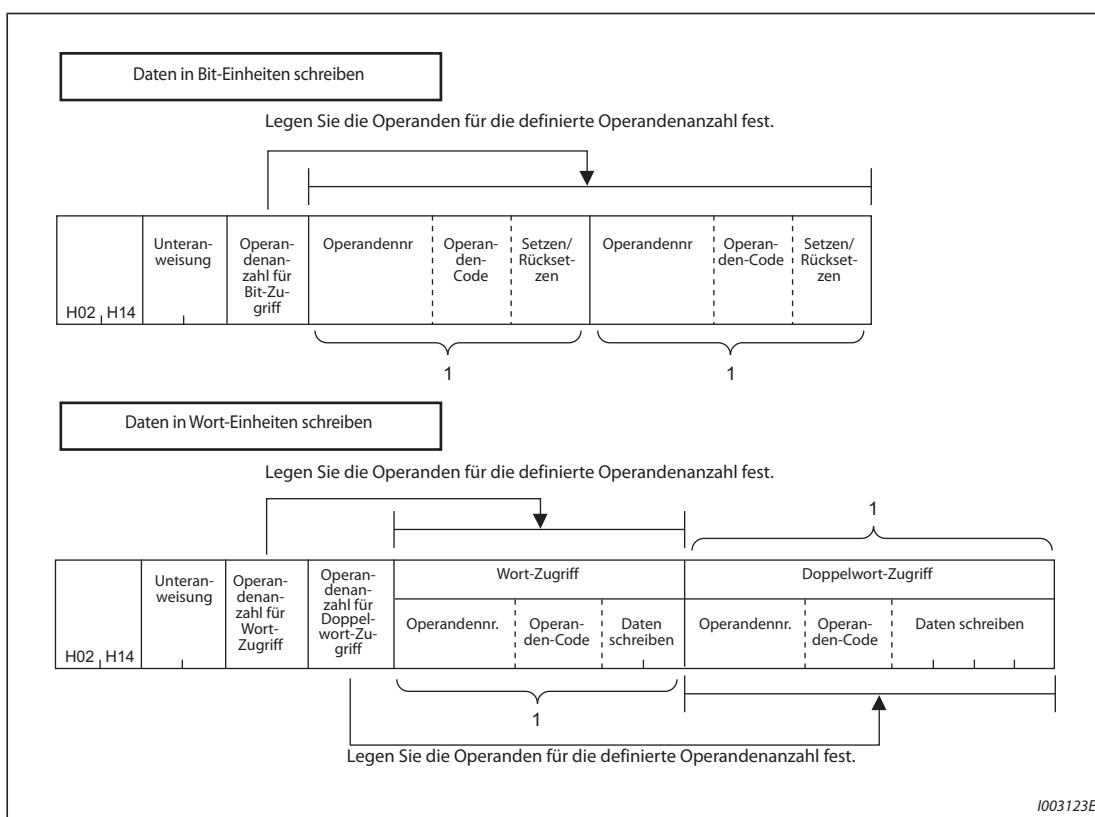 Daten in Bit-Einheiten schreiben
Legen Sie die Operanden für die definierte Operandenanzahl fest.
H02 H14
Unteran-
weisung
Operan-
denan-
zahl für
Bit-Zu-
griff
Operandennr
Operan-
den-
Code
Setzen/
Rückset-
zen
Operandennr
Operan-
den-Code
Setzen/
Rückset-
zen
1
1
Daten in Wort-Einheiten schreiben
Legen Sie die Operanden für die definierte Operandenanzahl fest.
1
H02 H14
Unteran-
weisung
Operan-
denan-
zahl für
Wort-
Zugriff
Operan-
denan-
zahl für
Doppel-
wort-Zu-
griff
Wort-Zugriff
Operandennr.
Operan-
den-Code
Daten
schreiben
Doppelwort-Zugriff
Operandennr.
Operan-
den-Code
Daten schreiben
1
Legen Sie die Operanden für die definierte Operandenanzahl fest.
I003123E